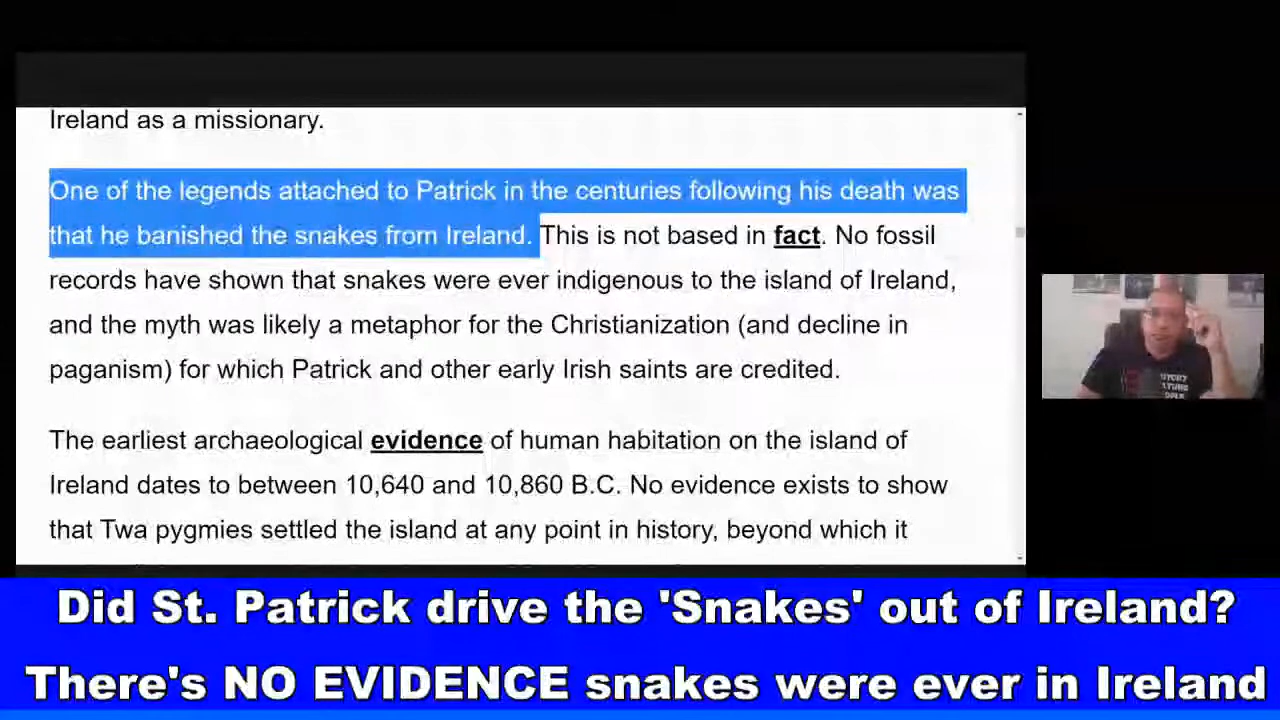 Ireland as a missionary.
One of the legends attached to Patrick in the centuries following his death was
that he banished the snakes from Ireland. This is not based in fact. No fossil
records have shown that snakes were ever indigenous to the island of Ireland,
and the myth was likely a metaphor for the Christianization (and decline in
paganism) for which Patrick and other early Irish saints are credited.
The earliest archaeological evidence of human habitation on the island of
Ireland dates to between 10,640 and 10,860 B.C. No evidence exists to show
that Twa pygmies settled the island at any point in history, beyond which it
Did St. Patrick drive the 'Snakes' out of Ireland?
There's NO EVIDENCE snakes were ever in Ireland